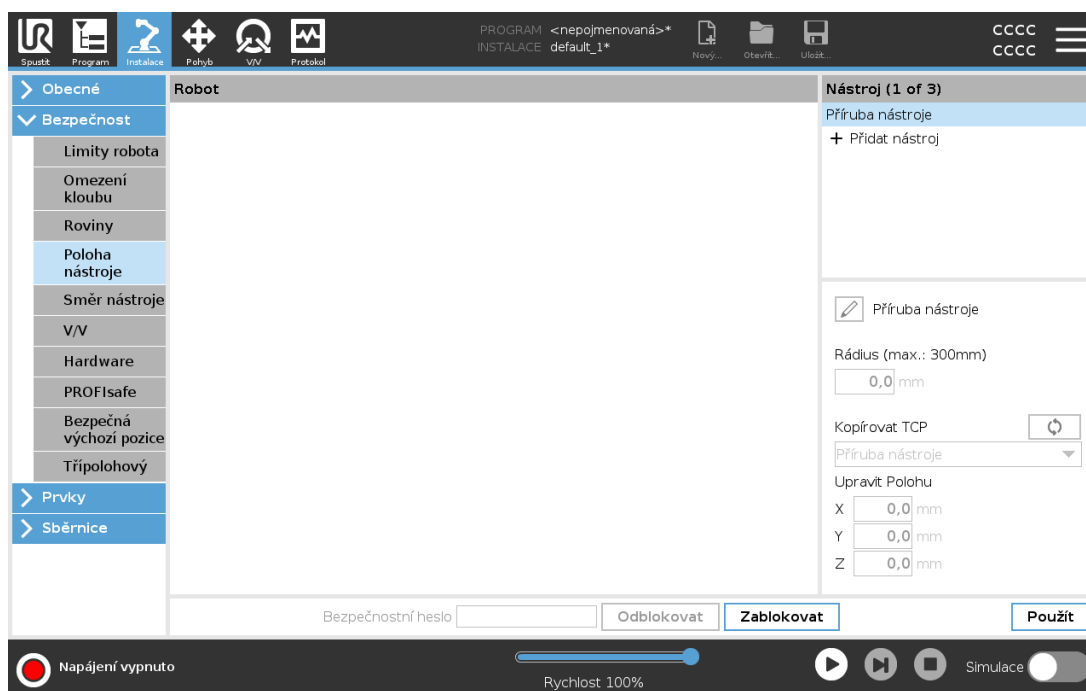 PROGRAM <nepojmenovaná>*
INSTALACE default_1*
CCCC
CCCC
Spustit Program Instalace Pohyb V/V Protokol Nový... Otevřít... Uložit...
Obecné
Robot
Nástroj (1 of 3)
Bezpečnost
Příruba nástroje
+ Přidat nástroj
Limity robota
Omezení
kloubu
Roviny
Poloha
nástroje
Směr nástroje
V/V
Hardware
PROFIsafe
Bezpečná
výchozí pozice
Třípolohový
Prvky
Sběrnice
Příruba nástroje
Rádius (max.: 300mm)
0,0 mm
Kopírovat TCP
Příruba nástroje
Upravit Polohu
X 0,0 mm
Y 0,0 mm
Z 0,0 mm
Bezpečnostní heslo Odblokovat Zablokovat Použít
Napájení vypnuto
Rychlost 100%
Simulace